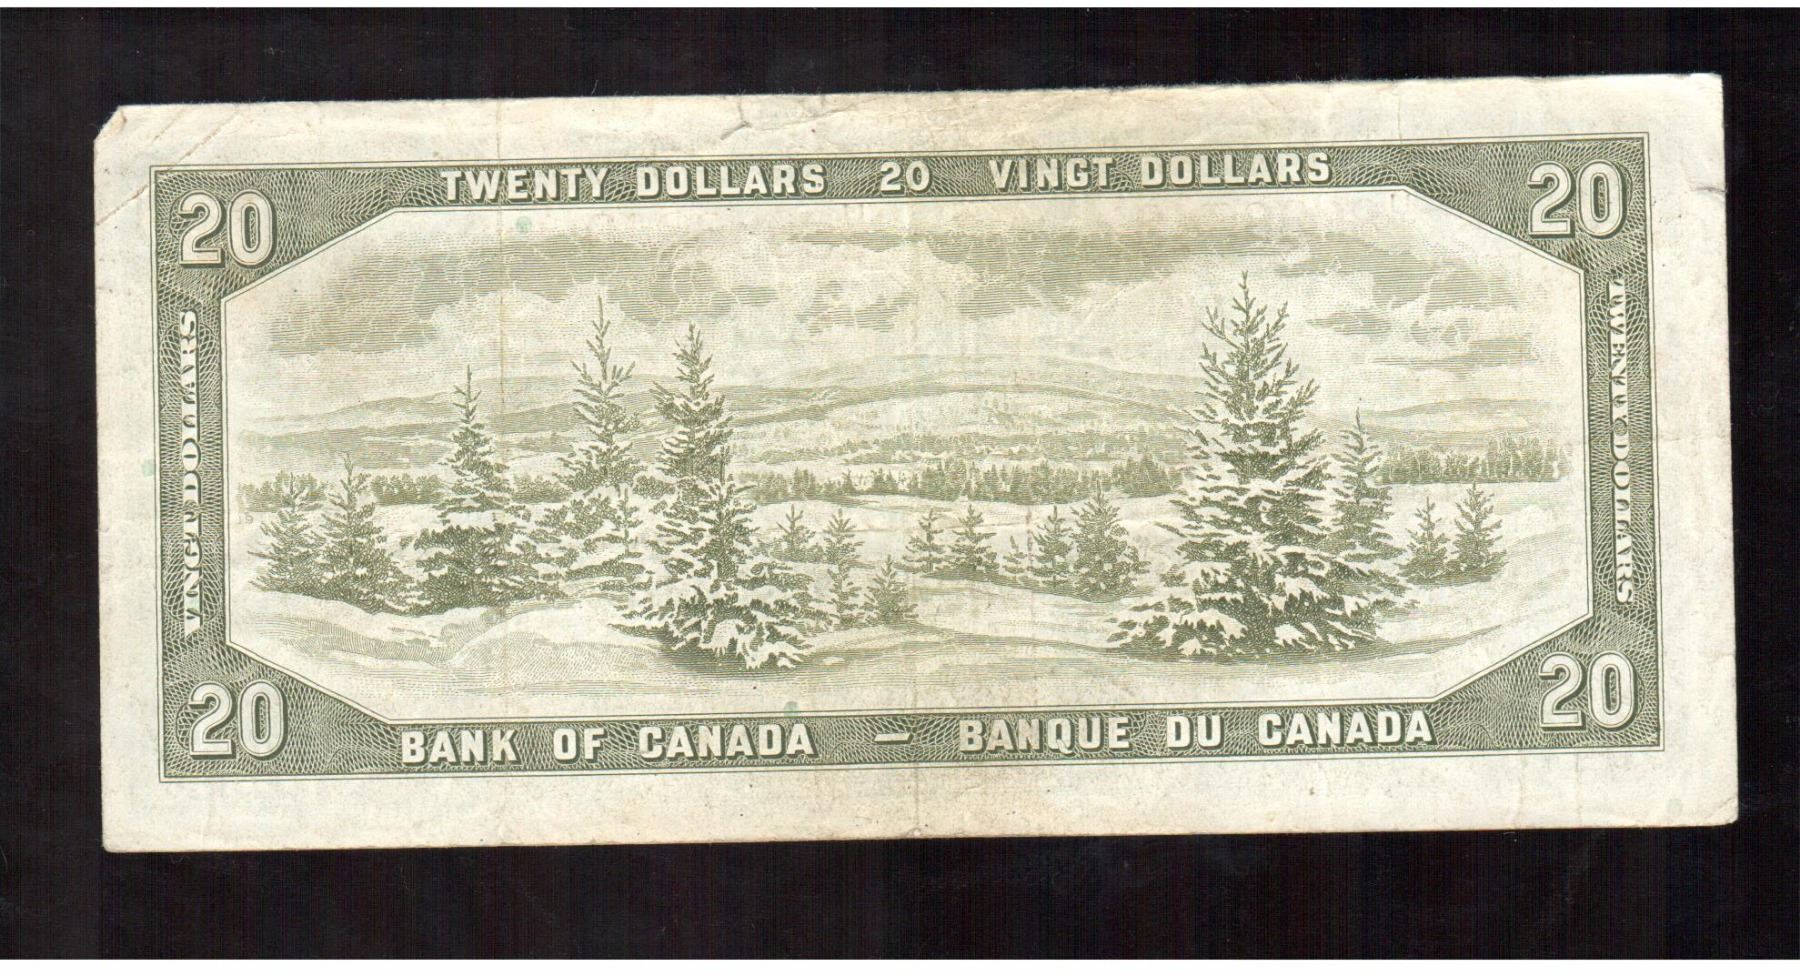 TWENTY DOLLARS 20 VINGT DOLLARS
20
20
VINGT DOLLARS
TWENTY DOLLARS
20
20
BANK OF CANADA — BANQUE DU CANADA